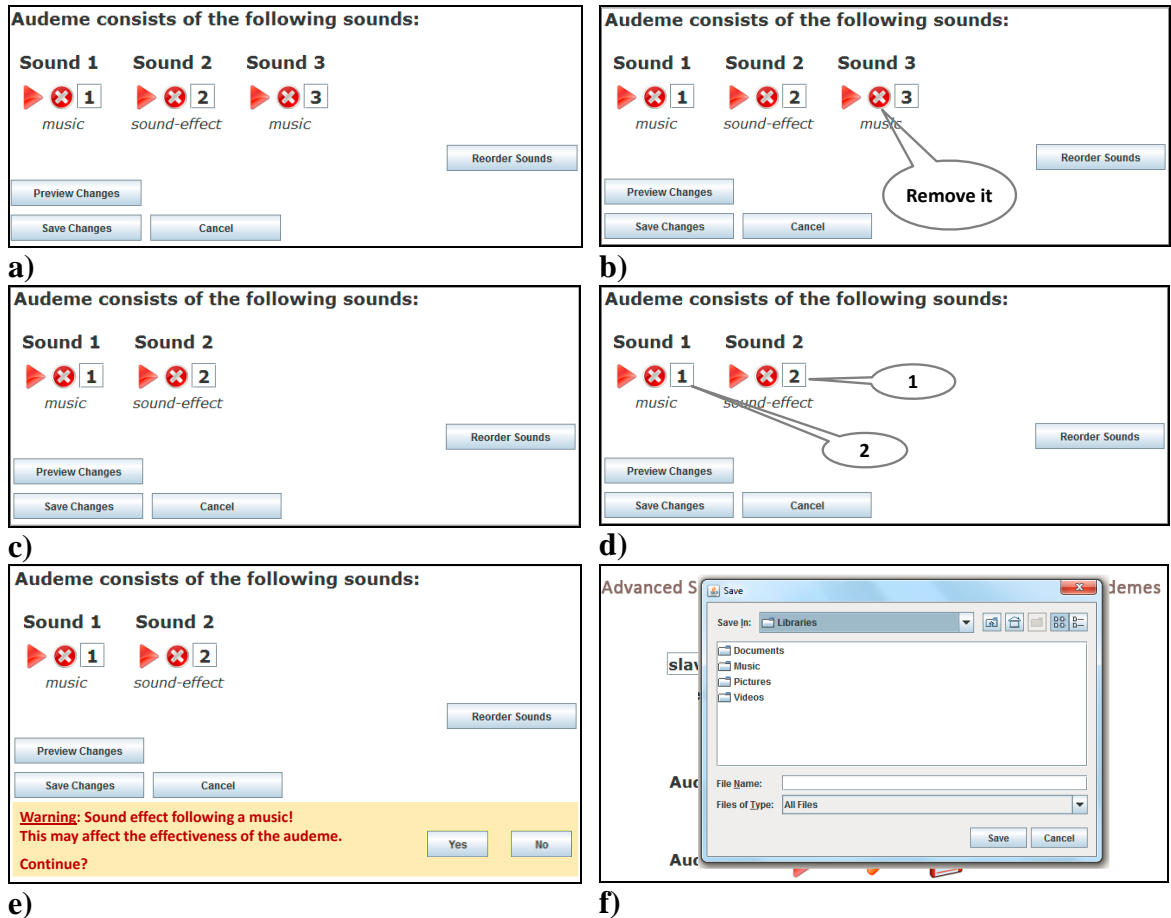 Audeme consists of the following sounds:
Sound 1 Sound 2 Sound 3
1 2 3
music sound-effect music
Reorder Sounds
Preview Changes
Save Changes Cancel
a)
Audeme consists of the following sounds:
Sound 1 Sound 2 Sound 3
1 2 3
music sound-effect music
Reorder Sounds
Remove it
Preview Changes
Save Changes Cancel
b)
Audeme consists of the following sounds:
Sound 1 Sound 2
1 2
music sound-effect
Reorder Sounds
Preview Changes
Save Changes Cancel
c)
Audeme consists of the following sounds:
Sound 1 Sound 2
1 2 1
music sound-effect
Reorder Sounds
2
Preview Changes
Save Changes Cancel
d)
Audeme consists of the following sounds:
Sound 1 Sound 2
1 2
music sound-effect
Reorder Sounds
Preview Changes
Save Changes Cancel
Warning: Sound effect following a music!
This may affect the effectiveness of the audeme.
Yes No
Continue?
e)
Advanced S demes
Save
Save In: Libraries
Documents
slav
Music
Pictures
Videos
Aud
File Name:
Files of Type: All Files
Save Cancel
Aud
f)